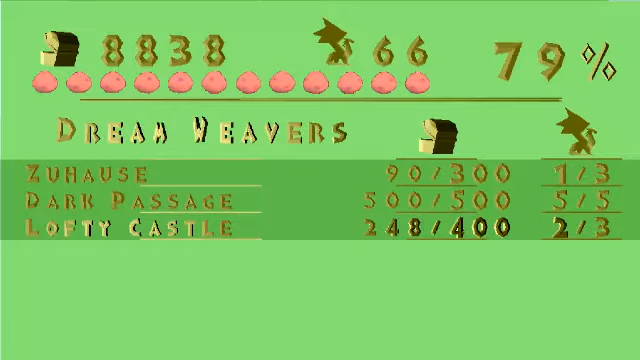 8838 66 79%
DREAM WEAVERS
ZUHAUSE 90/300 1/3
DARK PASSAGE 500/500 5/5
LOFTY CASTLE 248/400 2/3